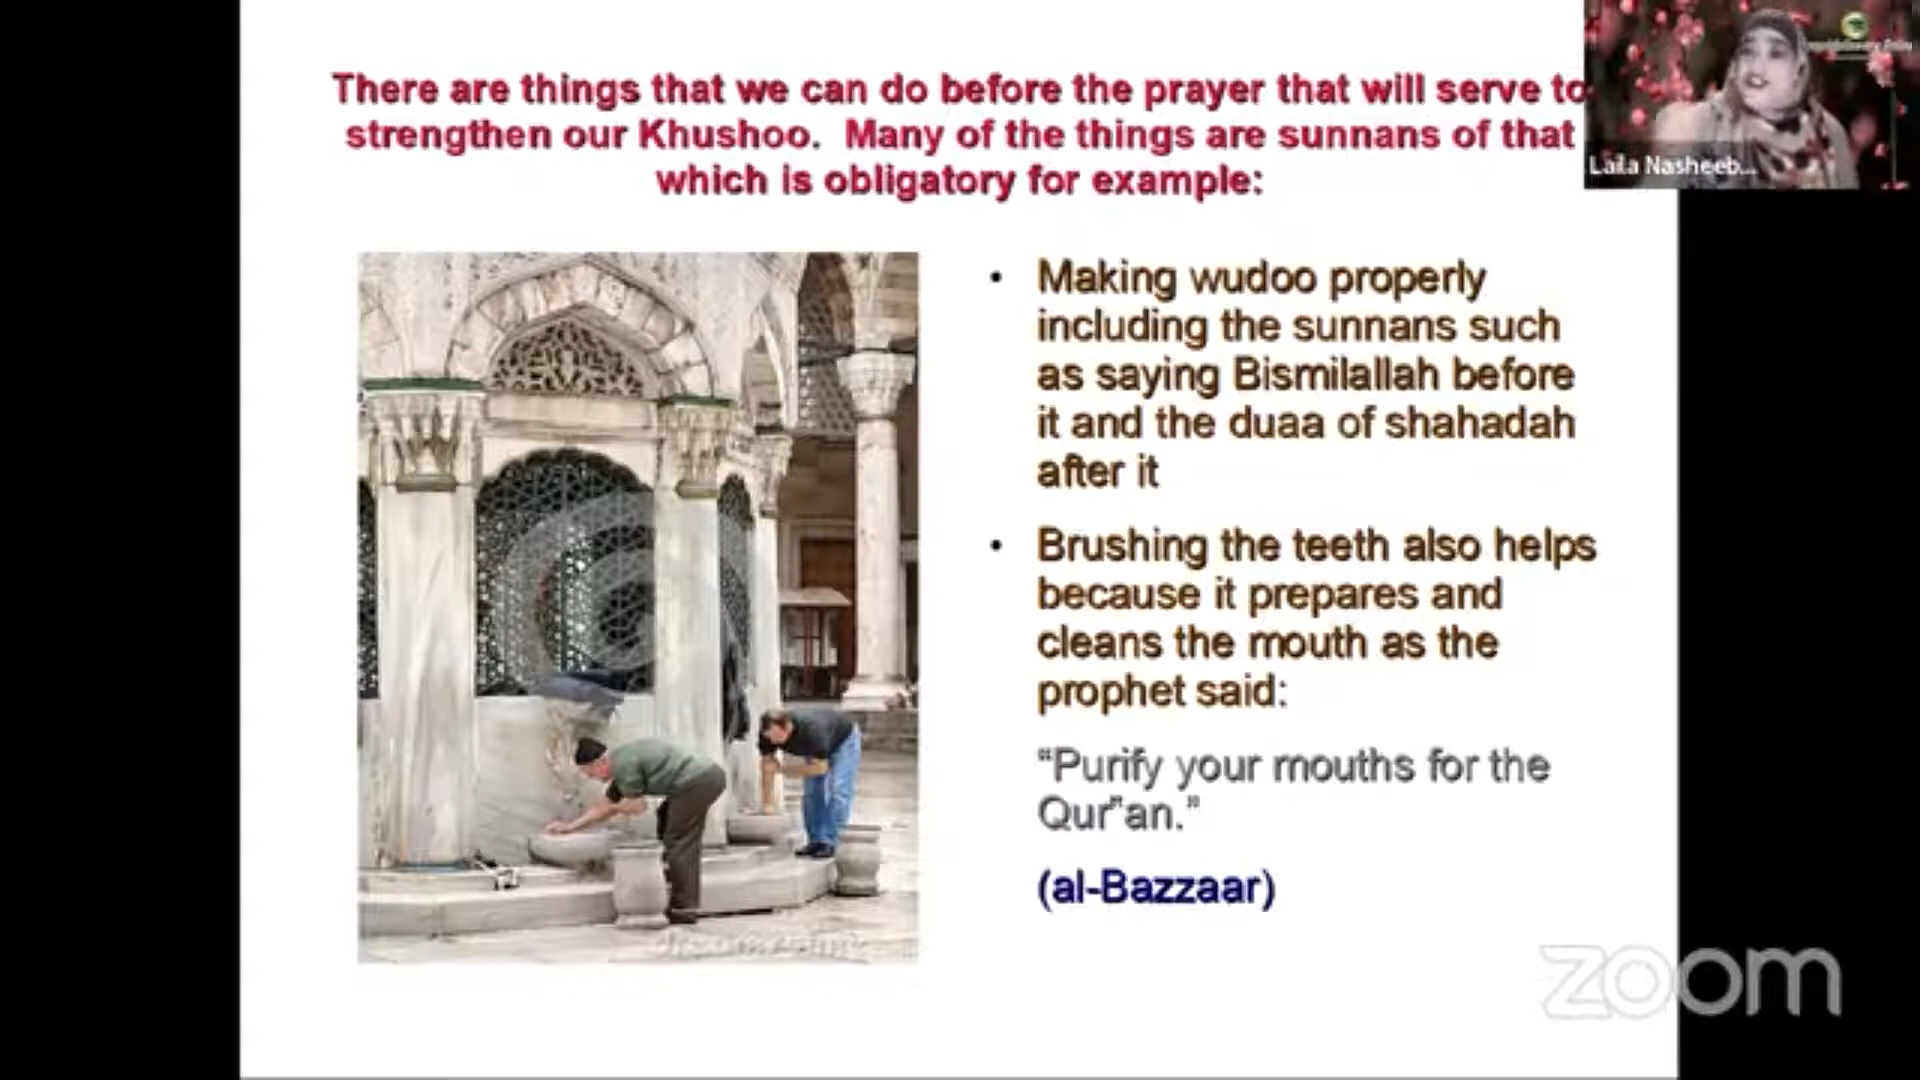 There are things that we can do before the prayer that will serve to
strengthen our Khushoo. Many of the things are sunnans of that
which is obligatory for example:
Laila Nasheeb...
• Making wudoo properly
including the sunnans such
as saying Bismilallah before
it and the duaa of shahadah
after it
• Brushing the teeth also helps
because it prepares and
cleans the mouth as the
prophet said:
“Purify your mouths for the
Qur"an.”
(al-Bazzaar)
zoom